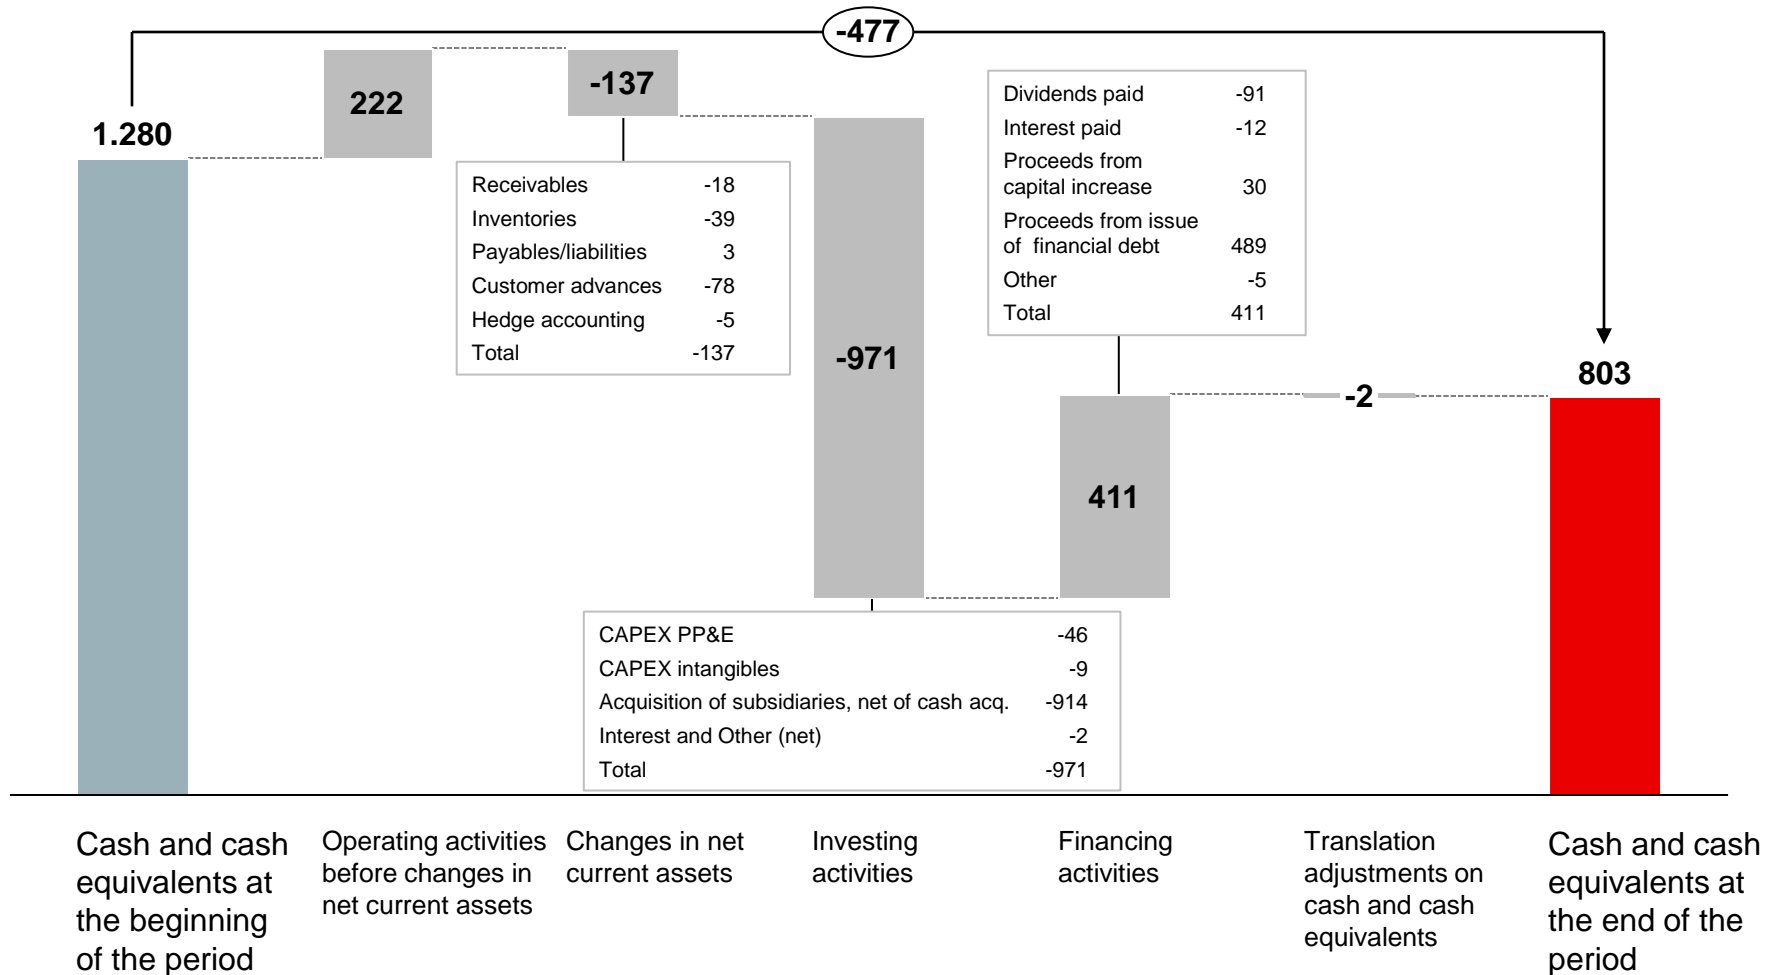 -477
1.280
222
-137
Receivables -18
Inventories -39
Payables/liabilities 3
Customer advances -78
Hedge accounting -5
Total -137
-971
CAPEX PP&E -46
CAPEX intangibles -9
Acquisition of subsidiaries, net of cash acq. -914
Interest and Other (net) -2
Total -971
Dividends paid -91
Interest paid -12
Proceeds from
capital increase 30
Proceeds from issue
of financial debt 489
Other -5
Total 411
411
-2
803
Cash and cash
equivalents at
the beginning
of the period
Operating activities
before changes in
net current assets
Changes in net
current assets
Investing
activities
Financing
activities
Translation
adjustments on
cash and cash
equivalents
Cash and cash
equivalents at
the end of the
period